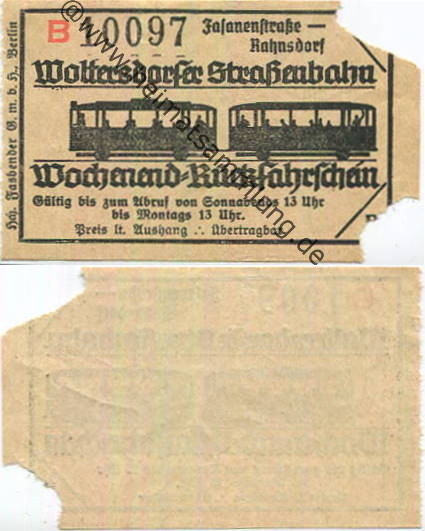 B 10097
Fasanenstraße —
Rahnsdorf
Woltersdorfer Straßenbahn
Wochenend-Rückfahrschein
Gültig bis zum Abruf von Sonnabends 13 Uhr
bis Montags 13 Uhr.
Preis lt. Aushang ∴ Übertragbar
Fasbender G. m. b. H., Berlin
©www.heimatsammlung.de